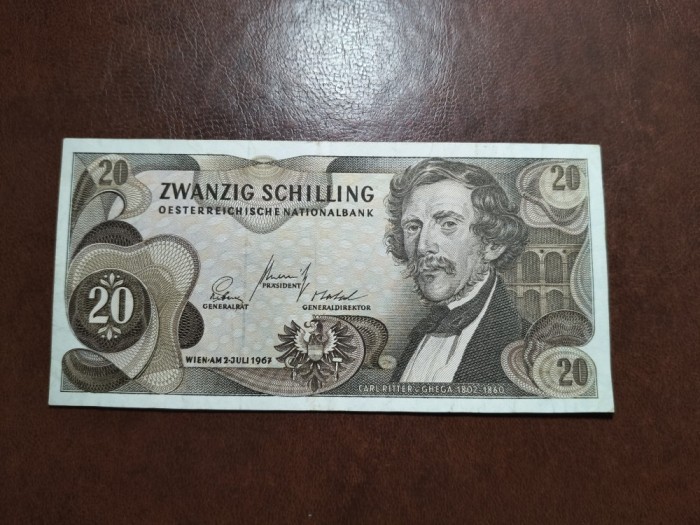 20
20
ZWANZIG SCHILLING
OESTERREICHISCHE NATIONALBANK
PRÄSIDENT
GENERALRAT
GENERALDIREKTOR
20
WIEN·AM 2·JULI 1967
CARL RITTER v GHEGA 1802-1860
20